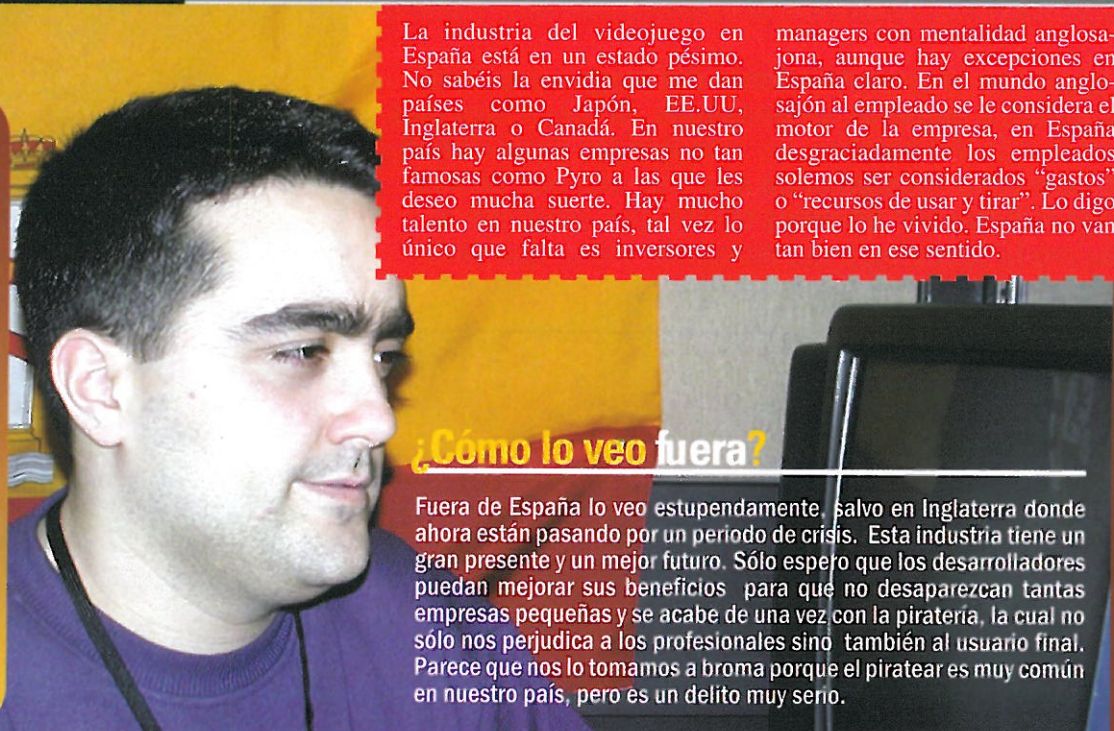 La industria del videojuego en
España está en un estado pésimo.
No sabéis la envidia que me dan
países como Japón, EE.UU,
Inglaterra o Canadá. En nuestro
país hay algunas empresas no tan
famosas como Pyro a las que les
deseo mucha suerte. Hay mucho
talento en nuestro país, tal vez lo
único que falta es inversores y
managers con mentalidad anglosa-
jona, aunque hay excepciones en
España claro. En el mundo anglo-
sajón al empleado se le considera el
motor de la empresa, en España
desgraciadamente los empleados
solemos ser considerados “gastos”
o “recursos de usar y tirar”. Lo digo
porque lo he vivido. España no van
tan bien en ese sentido.
¿Cómo lo veo fuera?
Fuera de España lo veo estupendamente, salvo en Inglaterra donde
ahora están pasando por un periodo de crisis. Esta industria tiene un
gran presente y un mejor futuro. Sólo espero que los desarrolladores
puedan mejorar sus beneficios para que no desaparezcan tantas
empresas pequeñas y se acabe de una vez con la piratería, la cual no
sólo nos perjudica a los profesionales sino también al usuario final.
Parece que nos lo tomamos a broma porque el piratear es muy común
en nuestro país, pero es un delito muy serio.